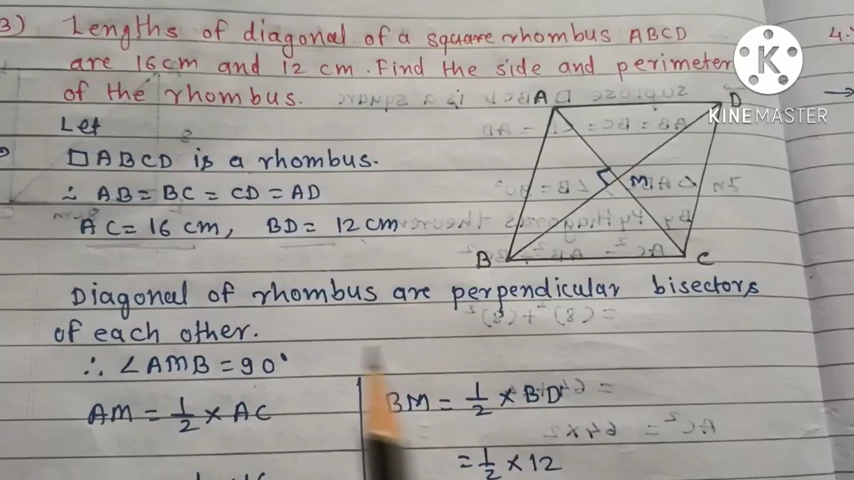 3) Lengths of diagonal of a square rhombus ABCD
are 16cm and 12 cm. Find the side and perimeter
of the rhombus.
Let
□ABCD is a rhombus.
∴ AB = BC = CD = AD
AC = 16 cm, BD = 12 cm
Diagonal of rhombus are perpendicular bisectors
of each other.
∴ ∠AMB = 90°
AM = 1/2 × AC
BM = 1/2 × BD
= 1/2 × 12
A
D
M
B
C
K
KINEMASTER
4.